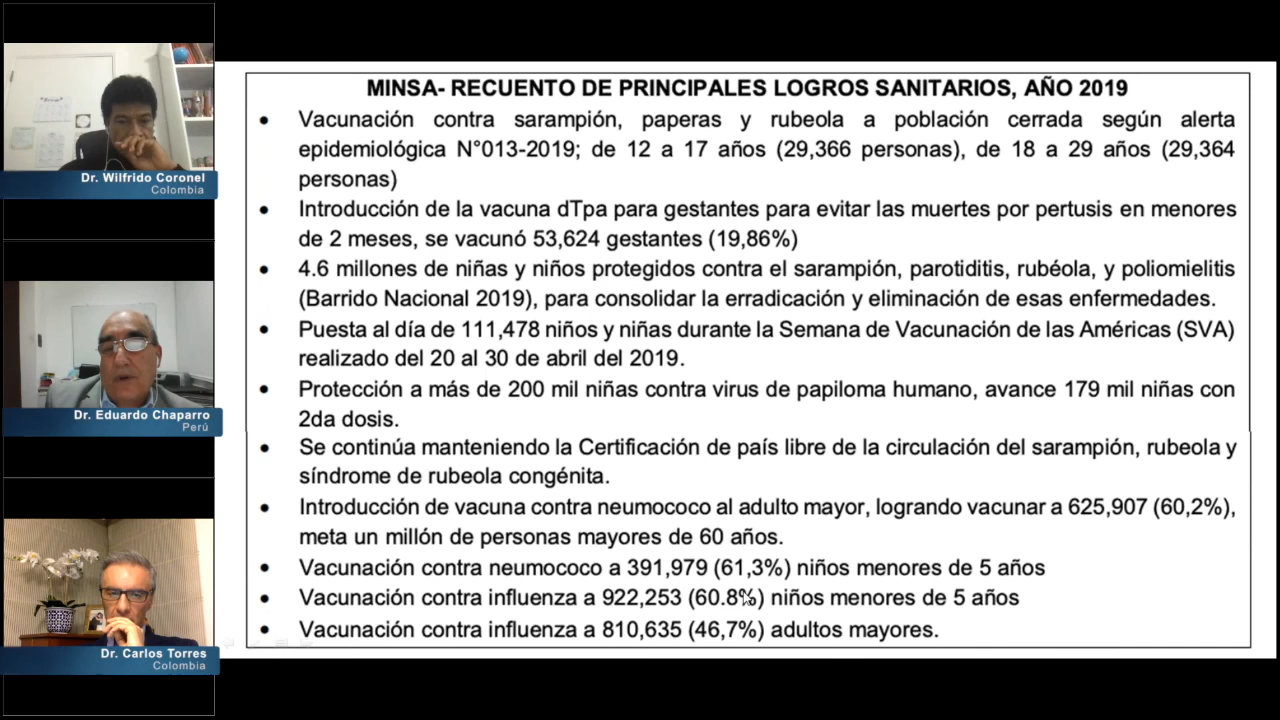 Dr. Wilfrido Coronel
Colombia
Dr. Eduardo Chaparro
Perú
Dr. Carlos Torres
Colombia
MINSA- RECUENTO DE PRINCIPALES LOGROS SANITARIOS, AÑO 2019
• Vacunación contra sarampión, paperas y rubeola a población cerrada según alerta
epidemiológica N°013-2019; de 12 a 17 años (29,366 personas), de 18 a 29 años (29,364
personas)
• Introducción de la vacuna dTpa para gestantes para evitar las muertes por pertusis en menores
de 2 meses, se vacunó 53,624 gestantes (19,86%)
• 4.6 millones de niñas y niños protegidos contra el sarampión, parotiditis, rubéola, y poliomielitis
(Barrido Nacional 2019), para consolidar la erradicación y eliminación de esas enfermedades.
• Puesta al día de 111,478 niños y niñas durante la Semana de Vacunación de las Américas (SVA)
realizado del 20 al 30 de abril del 2019.
• Protección a más de 200 mil niñas contra virus de papiloma humano, avance 179 mil niñas con
2da dosis.
• Se continúa manteniendo la Certificación de país libre de la circulación del sarampión, rubeola y
síndrome de rubeola congénita.
• Introducción de vacuna contra neumococo al adulto mayor, logrando vacunar a 625,907 (60,2%),
meta un millón de personas mayores de 60 años.
• Vacunación contra neumococo a 391,979 (61,3%) niños menores de 5 años
• Vacunación contra influenza a 922,253 (60.8%) niños menores de 5 años
• Vacunación contra influenza a 810,635 (46,7%) adultos mayores.